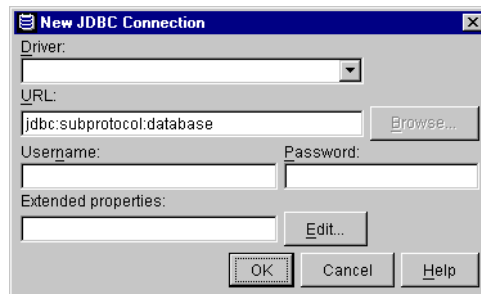 New JDBC Connection
Driver:
URL:
jdbc:subprotocol:database
Browse...
Username:
Password:
Extended properties:
Edit...
OK
Cancel
Help